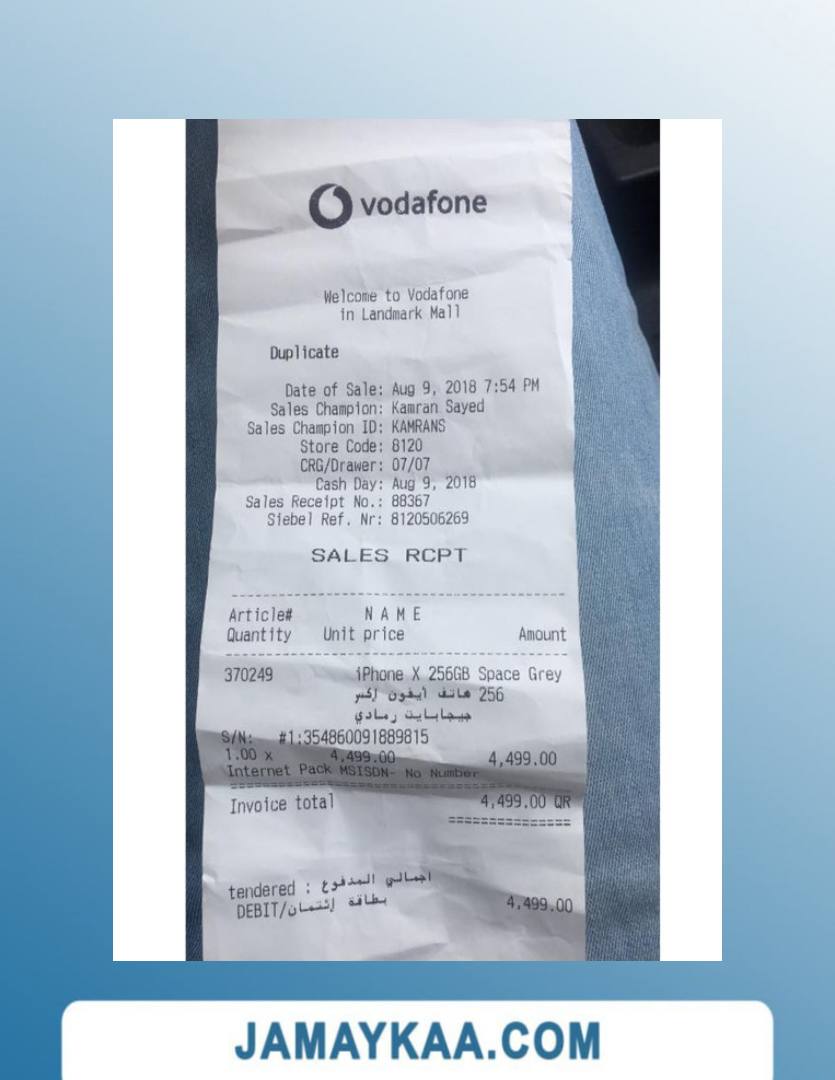 vodafone
Welcome to Vodafone
in Landmark Mall
Duplicate
Date of Sale: Aug 9, 2018 7:54 PM
Sales Champion: Kamran Sayed
Sales Champion ID: KAMRANS
Store Code: 8120
CRG/Drawer: 07/07
Cash Day: Aug 9, 2018
Sales Receipt No.: 88367
Siebel Ref. Nr: 8120506269
SALES RCPT
Article# NAME
Quantity Unit price Amount
370249 iPhone X 256GB Space Grey
هاتف أيفون إكس 256
جيجابايت رمادي
S/N: #1:354860091889815
1.00 x 4,499.00 4,499.00
Internet Pack MSISDN- No Number
Invoice total 4,499.00 QR
tendered : اجمالي المدفوع
DEBIT/بطاقة إئتمان 4,499.00
JAMAYKAA.COM